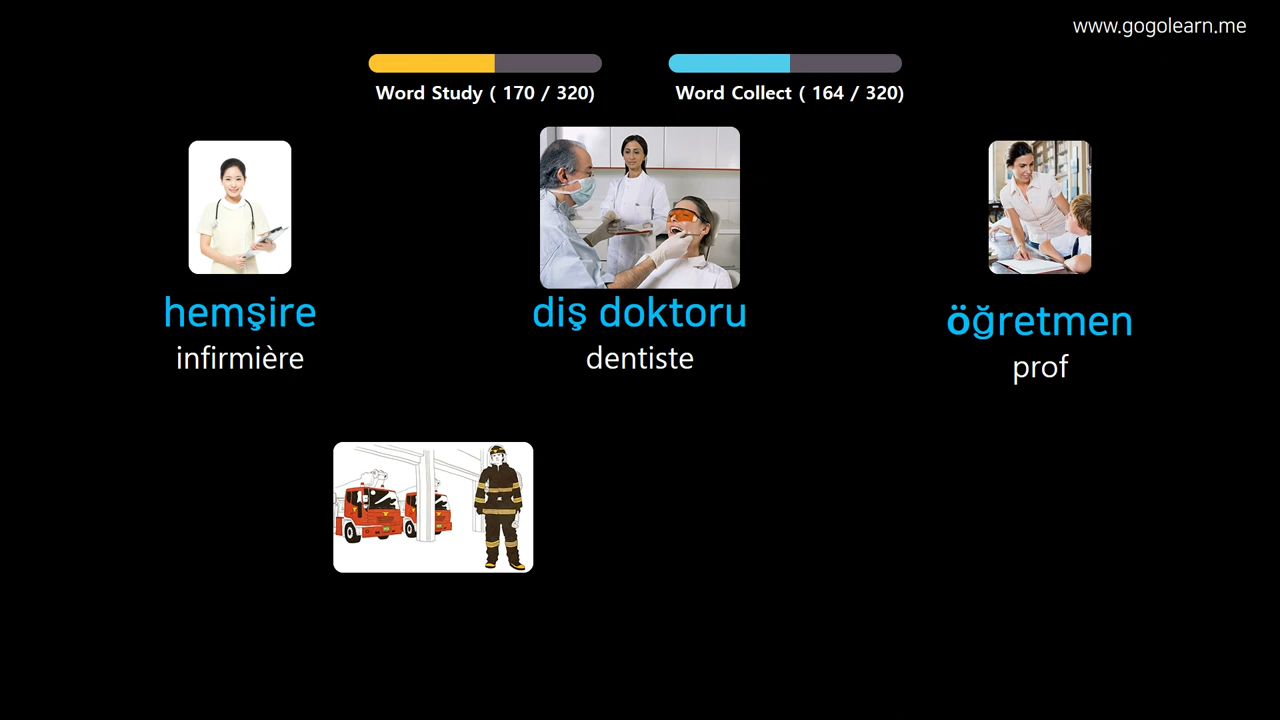 www.gogolearn.me
Word Study ( 170 / 320)
Word Collect ( 164 / 320)
hemşire
infirmière
diş doktoru
dentiste
öğretmen
prof